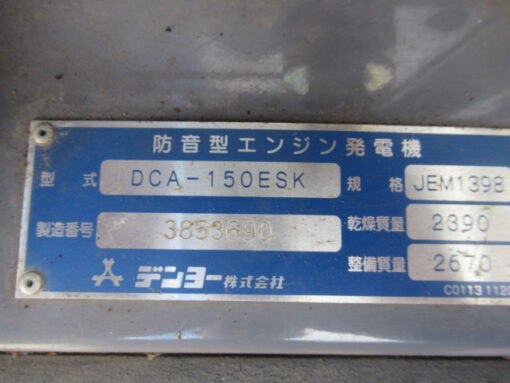 防音型エンジン発電機
型式 DCA-150ESK 規格 JEM1398
製造番号 3853690 乾燥質量 2390
整備質量 2670
デンヨー株式会社
C0113 1120